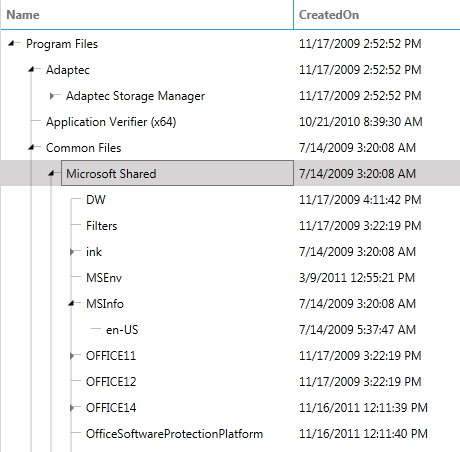 Name CreatedOn
Program Files 11/17/2009 2:52:52 PM
Adaptec 11/17/2009 2:52:52 PM
Adaptec Storage Manager 11/17/2009 2:52:52 PM
Application Verifier (x64) 10/21/2010 8:39:30 AM
Common Files 7/14/2009 3:20:08 AM
Microsoft Shared 7/14/2009 3:20:08 AM
DW 11/17/2009 4:11:42 PM
Filters 11/17/2009 3:22:19 PM
ink 7/14/2009 3:20:08 AM
MSEnv 3/9/2011 12:55:21 PM
MSInfo 7/14/2009 3:20:08 AM
en-US 7/14/2009 5:37:47 AM
OFFICE11 11/17/2009 3:22:19 PM
OFFICE12 11/17/2009 3:22:19 PM
OFFICE14 11/16/2011 12:11:39 PM
OfficeSoftwareProtectionPlatform 11/16/2011 12:11:40 PM